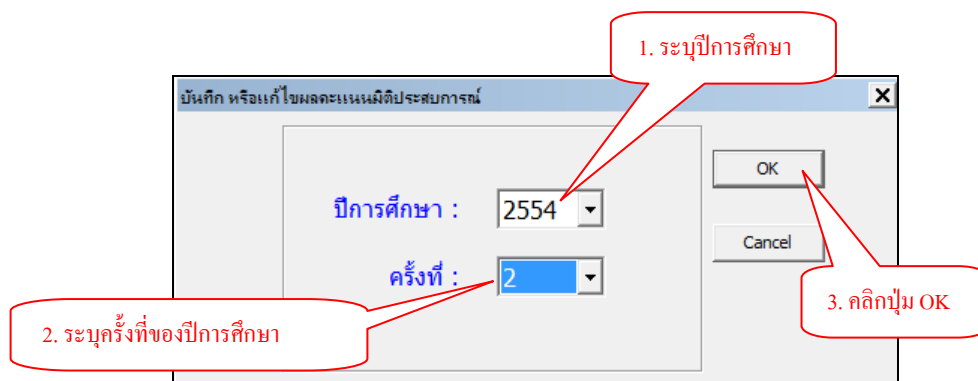 1. ระบุปีการศึกษา
บันทึก หรือแก้ไขผลคะแนนมิติประสบการณ์
OK
ปีการศึกษา : 2554
Cancel
ครั้งที่ : 2
3. คลิกปุ่ม OK
2. ระบุครั้งที่ของปีการศึกษา